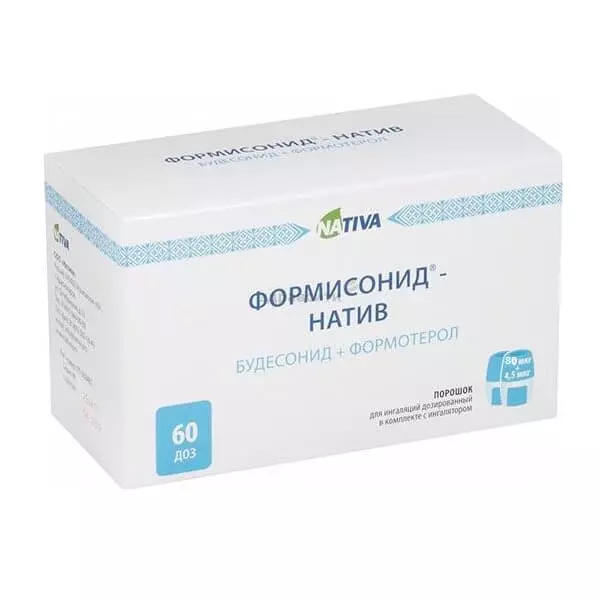 ФОРМИСОНИД® - НАТИВ
БУДЕСОНИД + ФОРМОТЕРОЛ
NATIVA
ФОРМИСОНИД® -
НАТИВ
БУДЕСОНИД + ФОРМОТЕРОЛ
80 мкг
+
4,5 мкг
ПОРОШОК
для ингаляций дозированный
в комплекте с ингалятором
60
ДОЗ